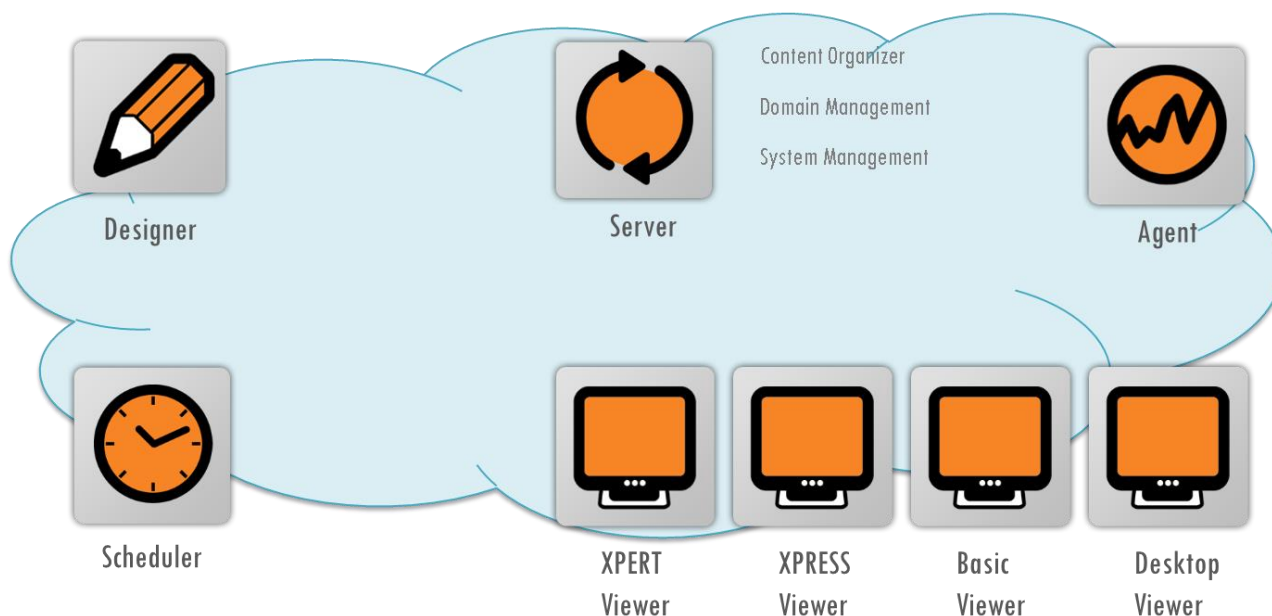 Content Organizer
Domain Management
System Management
Designer
Server
Agent
Scheduler
XPERT
Viewer
XPRESS
Viewer
Basic
Viewer
Desktop
Viewer